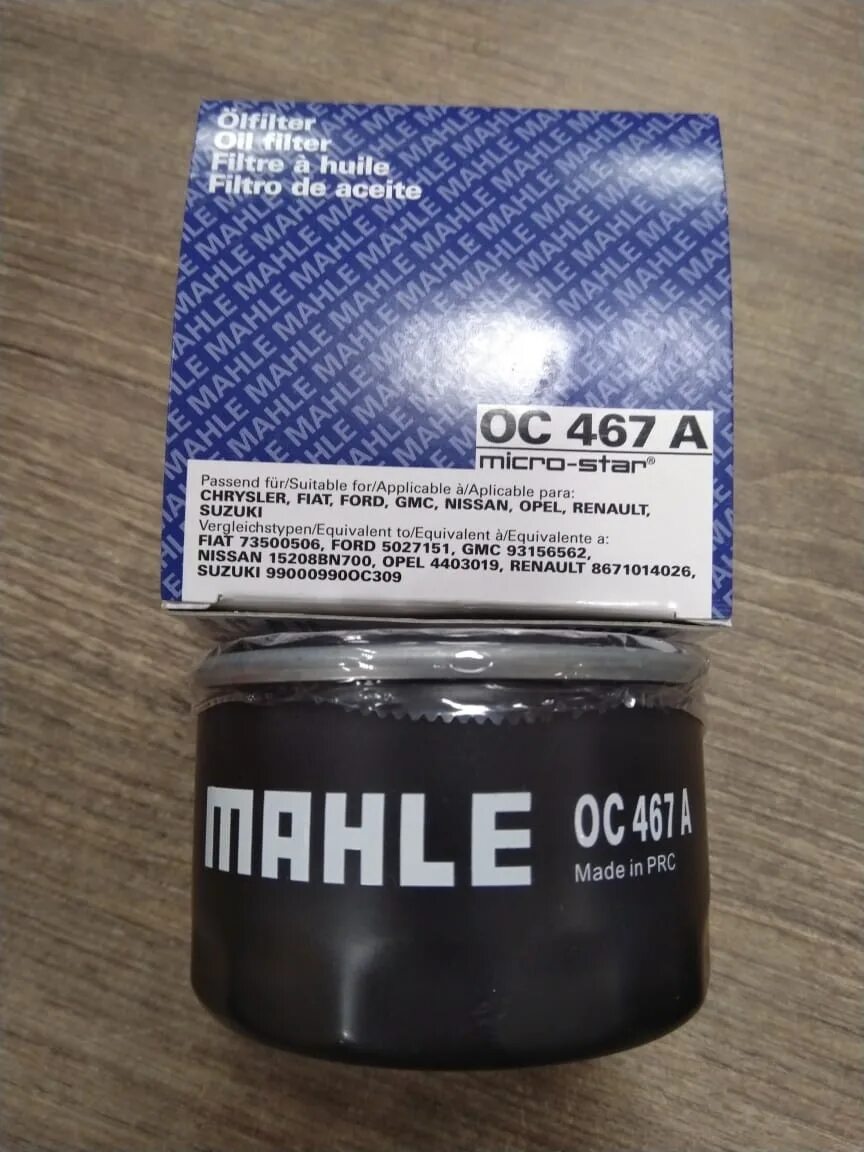 Ölfilter
Oil filter
Filtre à huile
Filtro de aceite
OC 467 A
micro-star®
Passend für/Suitable for/Applicable à/Aplicable para:
CHRYSLER, FIAT, FORD, GMC, NISSAN, OPEL, RENAULT,
SUZUKI
Vergleichstypen/Equivalent to/Equivalent à/Equivalente a:
FIAT 73500506, FORD 5027151, GMC 93156562,
NISSAN 15208BN700, OPEL 4403019, RENAULT 8671014026,
SUZUKI 99000990OC309
MAHLE
OC 467 A
Made in PRC